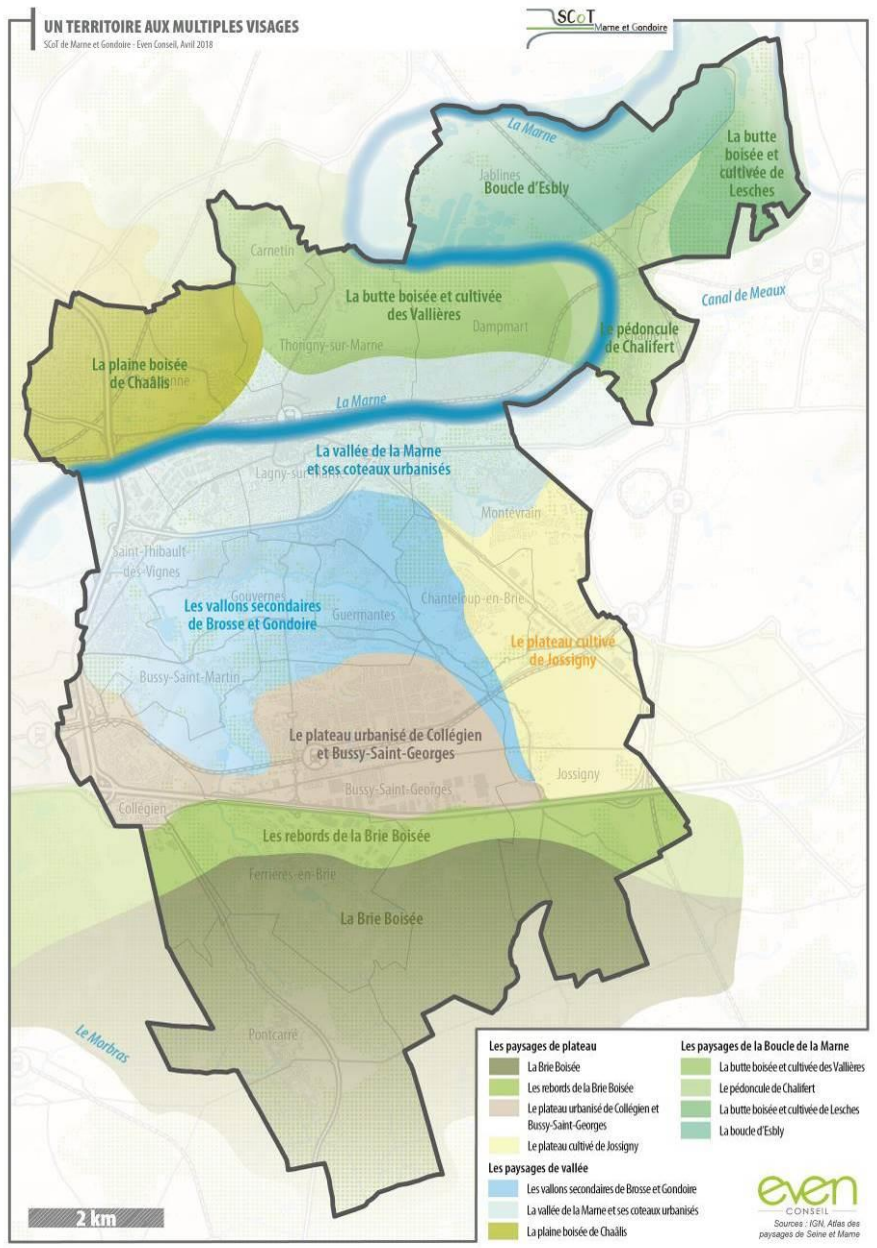 UN TERRITOIRE AUX MULTIPLES VISAGES
SCoT de Marne et Gondoire - Even Conseil, Avril 2018
SCoT
Marne et Gondoire
La Marne
Jablines
Boucle d'Esbly
La butte
boisée et
cultivée de
Lesches
Carnetin
La butte boisée et cultivée
des Vallières
Dampmart
Canal de Meaux
Le pédoncule
de Chalifert
Thorigny-sur-Marne
La plaine boisée
de Chaâlis
La Marne
La vallée de la Marne
et ses coteaux urbanisés
Lagny-sur-Marne
Montévrain
Saint-Thibault-
des-Vignes
Gouvernes
Guermantes
Chanteloup-en-Brie
Les vallons secondaires
de Brosse et Gondoire
Le plateau cultivé
de Jossigny
Bussy-Saint-Martin
Le plateau urbanisé de Collégien
et Bussy-Saint-Georges
Jossigny
Bussy-Saint-Georges
Collégien
Les rebords de la Brie Boisée
Ferrières-en-Brie
La Brie Boisée
Le Morbras
Pontcarré
Les paysages de plateau
La Brie Boisée
Les rebords de la Brie Boisée
Le plateau urbanisé de Collégien et
Bussy-Saint-Georges
Le plateau cultivé de Jossigny
Les paysages de vallée
Les vallons secondaires de Brosse et Gondoire
La vallée de la Marne et ses coteaux urbanisés
La plaine boisée de Chaâlis
Les paysages de la Boucle de la Marne
La butte boisée et cultivée des Vallières
Le pédoncule de Chalifert
La butte boisée et cultivée de Lesches
La boucle d'Esbly
2 km
even
CONSEIL
Sources : IGN, Atlas des
paysages de Seine et Marne